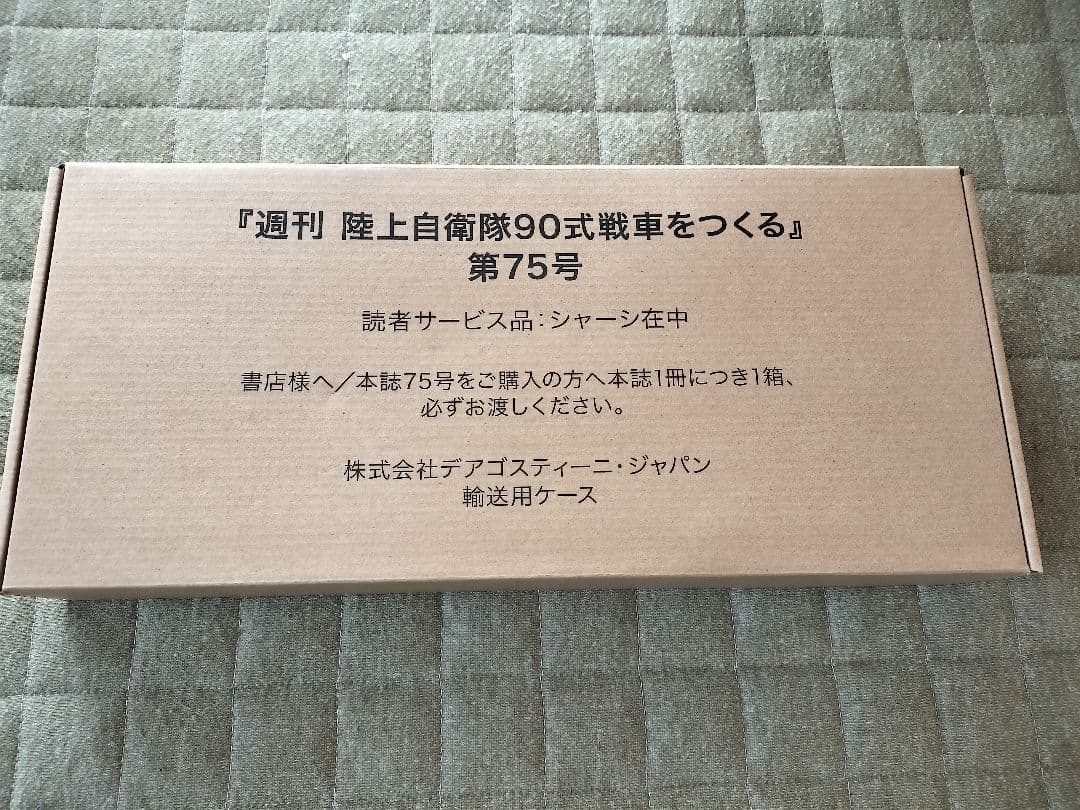 『週刊 陸上自衛隊90式戦車をつくる』
第75号
読者サービス品：シャーシ在中
書店様へ／本誌75号をご購入の方へ本誌1冊につき1箱、
必ずお渡しください。
株式会社デアゴスティーニ・ジャパン
輸送用ケース